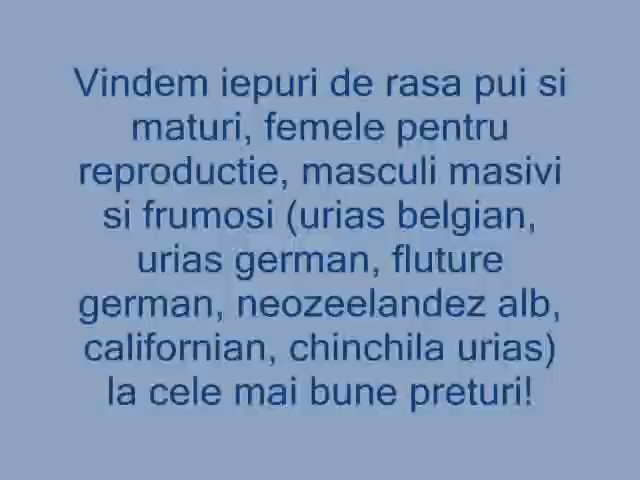 Vindem iepuri de rasa pui si
maturi, femele pentru
reproductie, masculi masivi
si frumosi (urias belgian,
urias german, fluture
german, neozeelandez alb,
californian, chinchila urias)
la cele mai bune preturi!